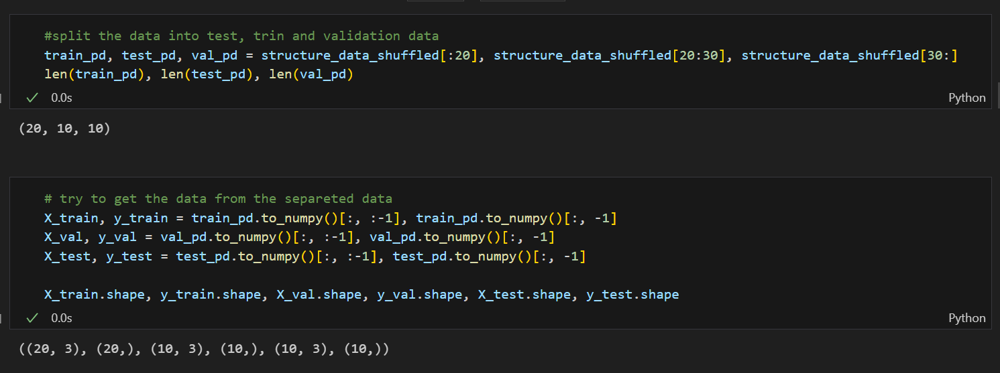 #split the data into test, trin and validation data
train_pd, test_pd, val_pd = structure_data_shuffled[:20], structure_data_shuffled[20:30], structure_data_shuffled[30:]
len(train_pd), len(test_pd), len(val_pd)
0.0s
Python
(20, 10, 10)
# try to get the data from the separeted data
X_train, y_train = train_pd.to_numpy()[:, :-1], train_pd.to_numpy()[:, -1]
X_val, y_val = val_pd.to_numpy()[:, :-1], val_pd.to_numpy()[:, -1]
X_test, y_test = test_pd.to_numpy()[:, :-1], test_pd.to_numpy()[:, -1]
X_train.shape, y_train.shape, X_val.shape, y_val.shape, X_test.shape, y_test.shape
0.0s
Python
((20, 3), (20,), (10, 3), (10,), (10, 3), (10,))